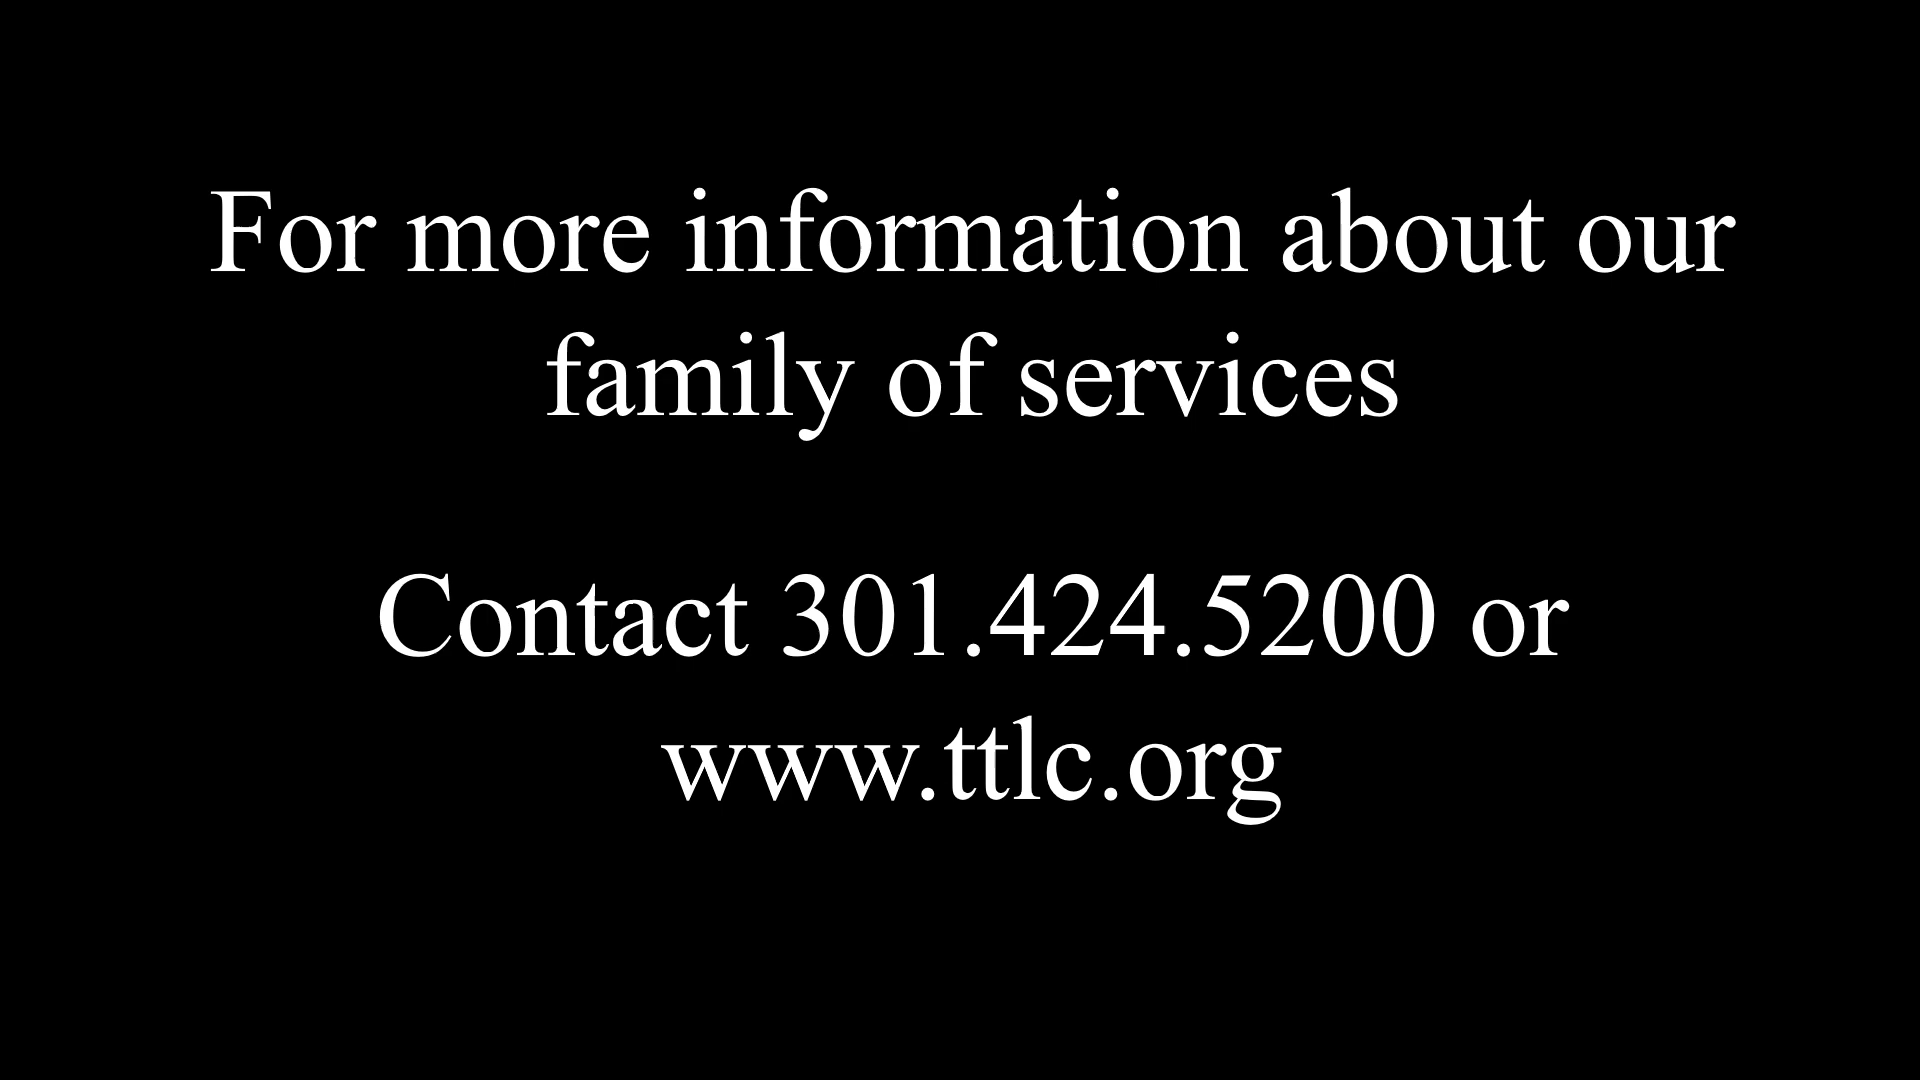 For more information about our
family of services
Contact 301.424.5200 or
www.ttlc.org